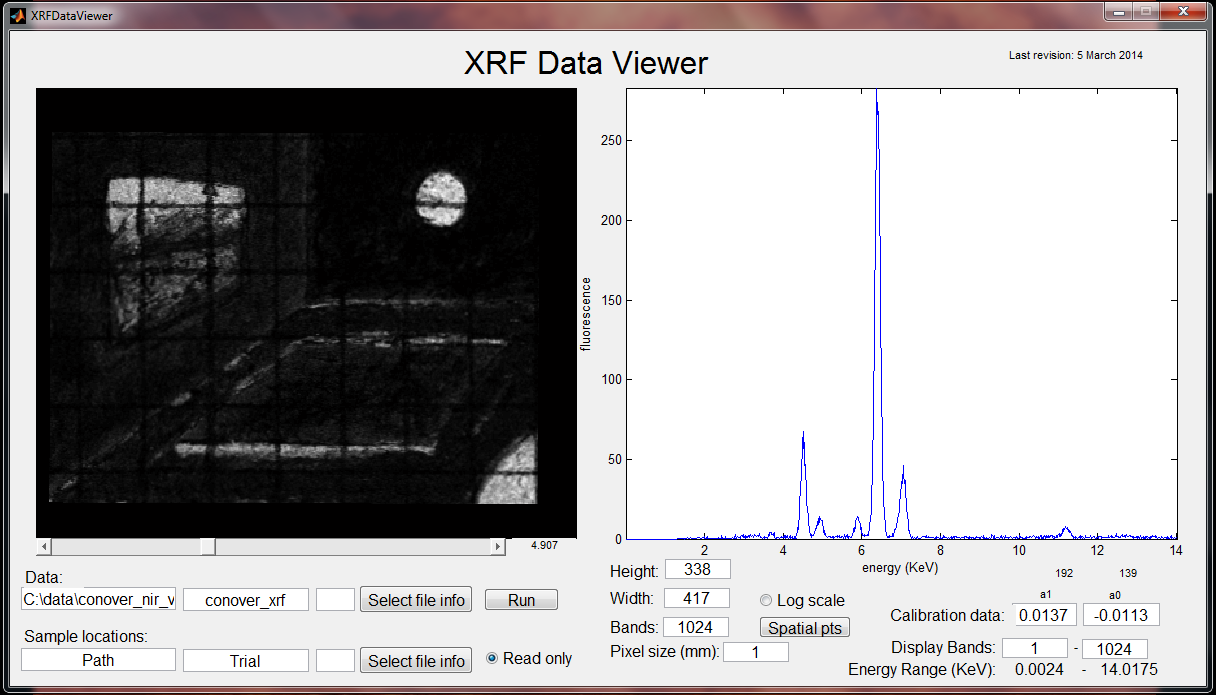 XRFDataViewer
XRF Data Viewer
Last revision: 5 March 2014
fluorescence
250
200
150
100
50
0
2 4 6 8 10 12 14
energy (KeV)
4.907
Data:
C:\data\conover_nir_v conover_xrf Select file info Run
Sample locations:
Path Trial Select file info Read only
Height: 338
Width: 417
Bands: 1024
Pixel size (mm): 1
Log scale
Spatial pts
192 139
a1 a0
Calibration data: 0.0137 -0.0113
Display Bands: 1 - 1024
Energy Range (KeV): 0.0024 - 14.0175